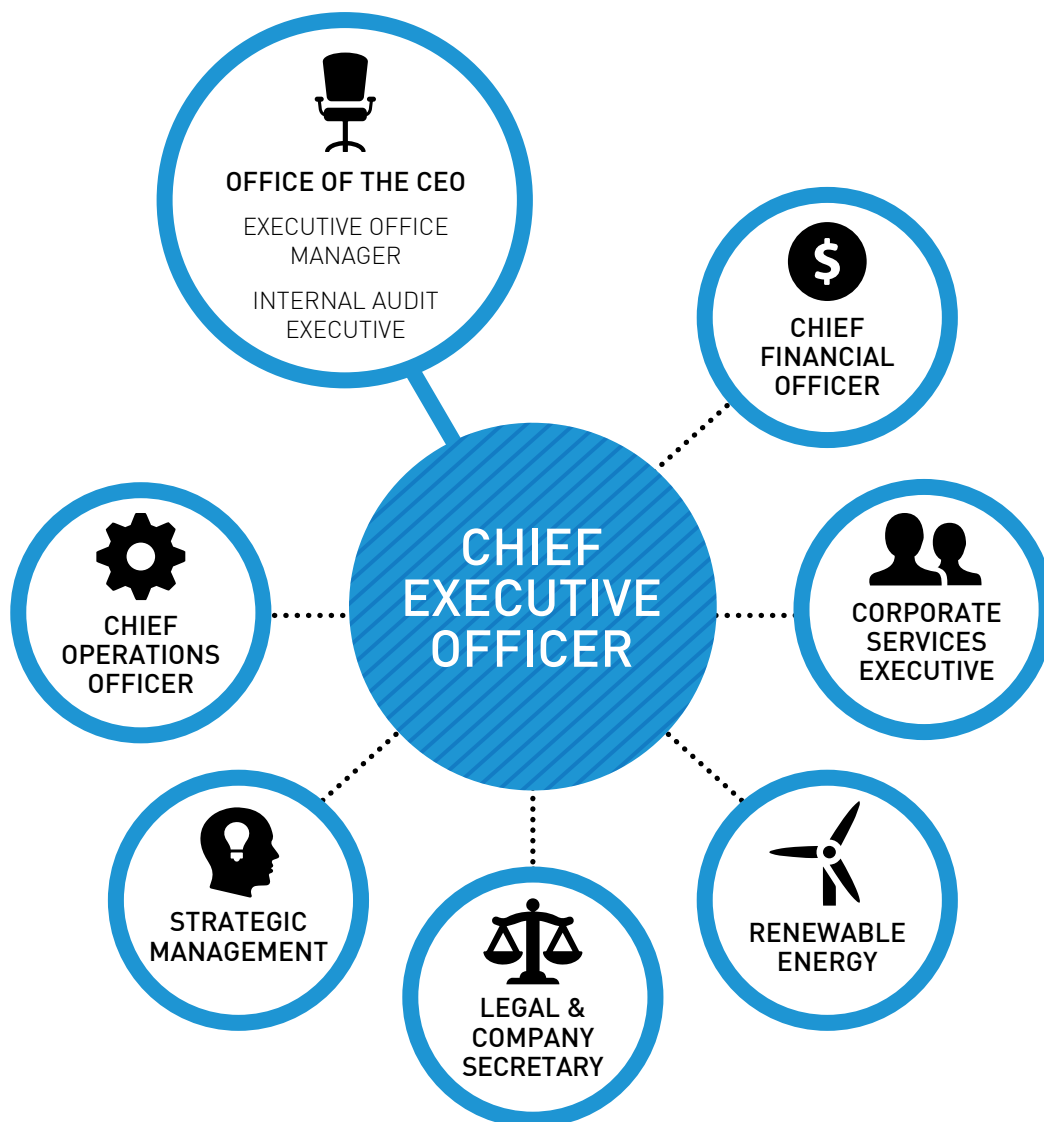 OFFICE OF THE CEO
EXECUTIVE OFFICE
MANAGER
INTERNAL AUDIT
EXECUTIVE
$
CHIEF
FINANCIAL
OFFICER
CHIEF
EXECUTIVE
OFFICER
CHIEF
OPERATIONS
OFFICER
CORPORATE
SERVICES
EXECUTIVE
STRATEGIC
MANAGEMENT
LEGAL &
COMPANY
SECRETARY
RENEWABLE
ENERGY